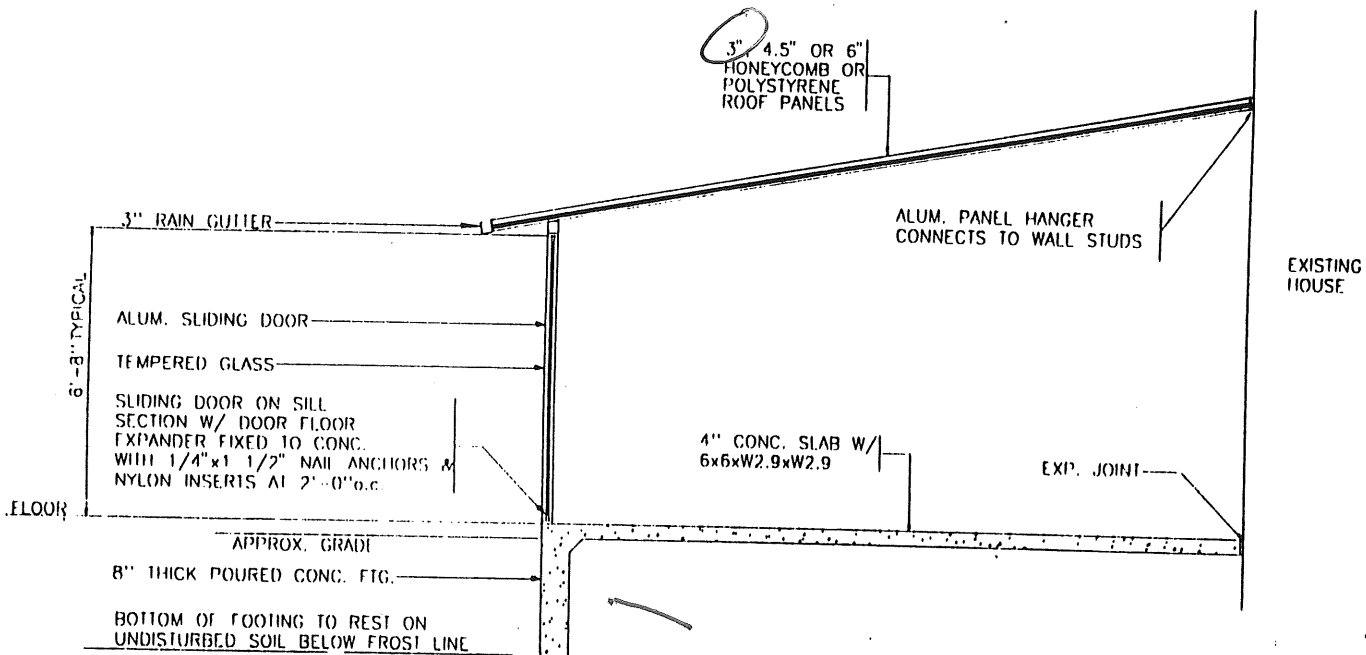 3", 4.5" OR 6"
HONEYCOMB OR
POLYSTYRENE
ROOF PANELS
3" RAIN GUTTER
ALUM. PANEL HANGER
CONNECTS TO WALL STUDS
EXISTING
HOUSE
6'-8" TYPICAL
ALUM. SLIDING DOOR
TEMPERED GLASS
SLIDING DOOR ON SILL
SECTION W/ DOOR FLOOR
EXPANDER FIXED TO CONC.
WITH 1/4"x1 1/2" NAIL ANCHORS &
NYLON INSERTS AT 2'-0"o.c.
4" CONC. SLAB W/
6x6xW2.9xW2.9
EXP. JOINT
FLOOR
APPROX. GRADE
8" THICK POURED CONC. FTG.
BOTTOM OF FOOTING TO REST ON
UNDISTURBED SOIL BELOW FROST LINE